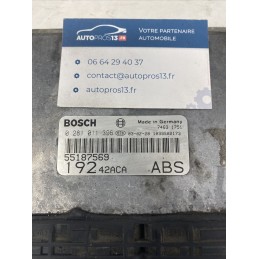 AUTOPROS13.FR
VOTRE PARTENAIRE
AUTOMOBILE
06 64 29 40 37
contact@autopros13.fr
autopros13.fr
BOSCH
Made in Germany
0 281 011 396
55187569
192 42ACA ABS